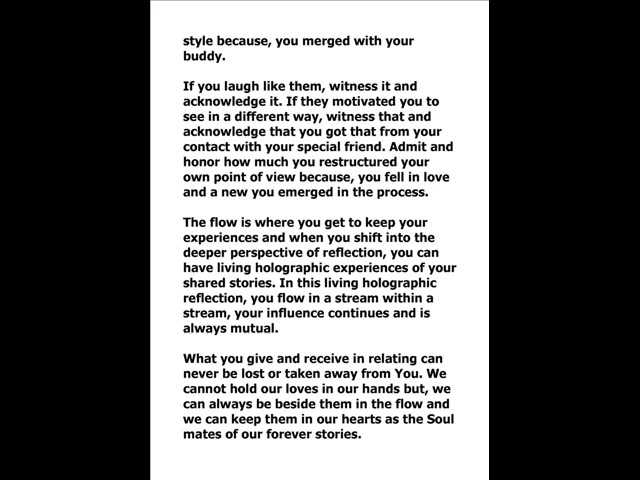 style because, you merged with your
buddy.
If you laugh like them, witness it and
acknowledge it. If they motivated you to
see in a different way, witness that and
acknowledge that you got that from your
contact with your special friend. Admit and
honor how much you restructured your
own point of view because, you fell in love
and a new you emerged in the process.
The flow is where you get to keep your
experiences and when you shift into the
deeper perspective of reflection, you can
have living holographic experiences of your
shared stories. In this living holographic
reflection, you flow in a stream within a
stream, your influence continues and is
always mutual.
What you give and receive in relating can
never be lost or taken away from You. We
cannot hold our loves in our hands but, we
can always be beside them in the flow and
we can keep them in our hearts as the Soul
mates of our forever stories.